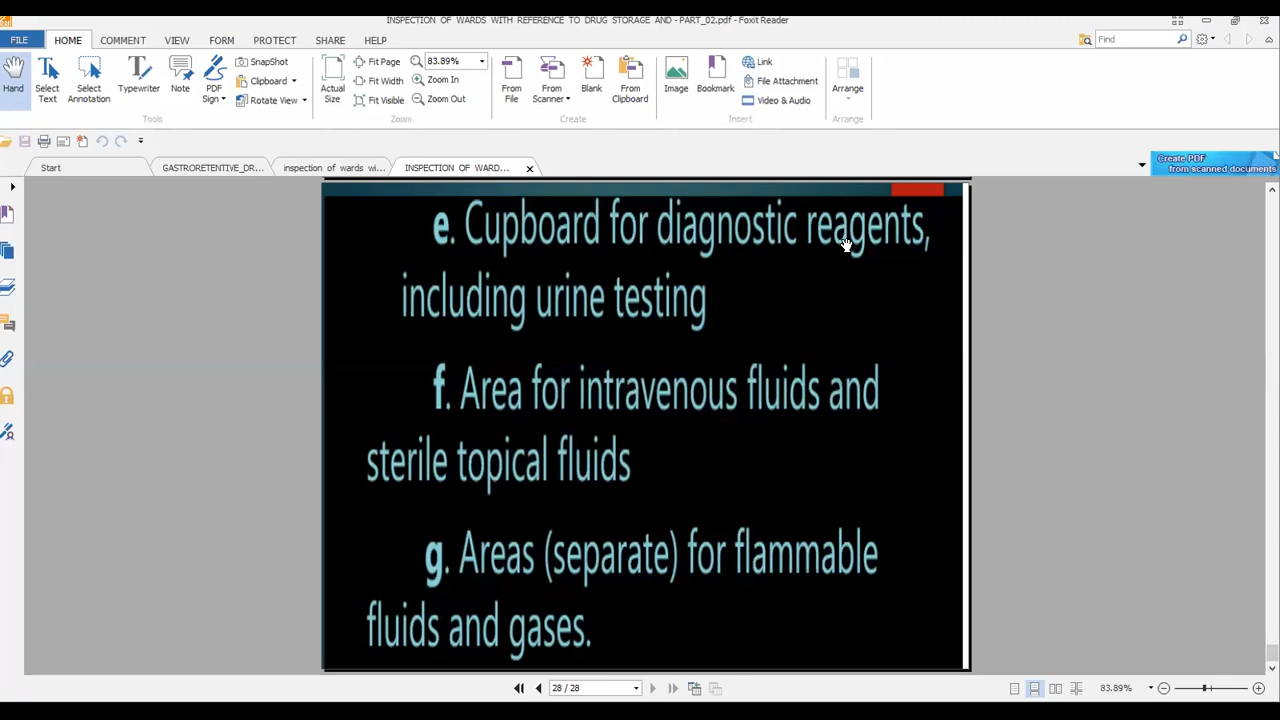 INSPECTION OF WARDS WITH REFERENCE TO DRUG STORAGE AND - PART_02.pdf - Foxit Reader
FILE HOME COMMENT VIEW FORM PROTECT SHARE HELP Find
Hand
Select Text
Select Annotation
Typewriter
Note
PDF Sign
SnapShot
Clipboard
Rotate View
Tools
Actual Size
Fit Page
Fit Width
Fit Visible
83.89%
Zoom In
Zoom Out
Zoom
From File
From Scanner
Blank
From Clipboard
Create
Image
Bookmark
Link
File Attachment
Video & Audio
Insert
Arrange
Arrange
Start GASTRORETENTIVE_DR... inspection of wards wi... INSPECTION OF WARD...
Create PDF
from scanned documents
e. Cupboard for diagnostic reagents,
including urine testing
f. Area for intravenous fluids and
sterile topical fluids
g. Areas (separate) for flammable
fluids and gases.
28 / 28 83.89%